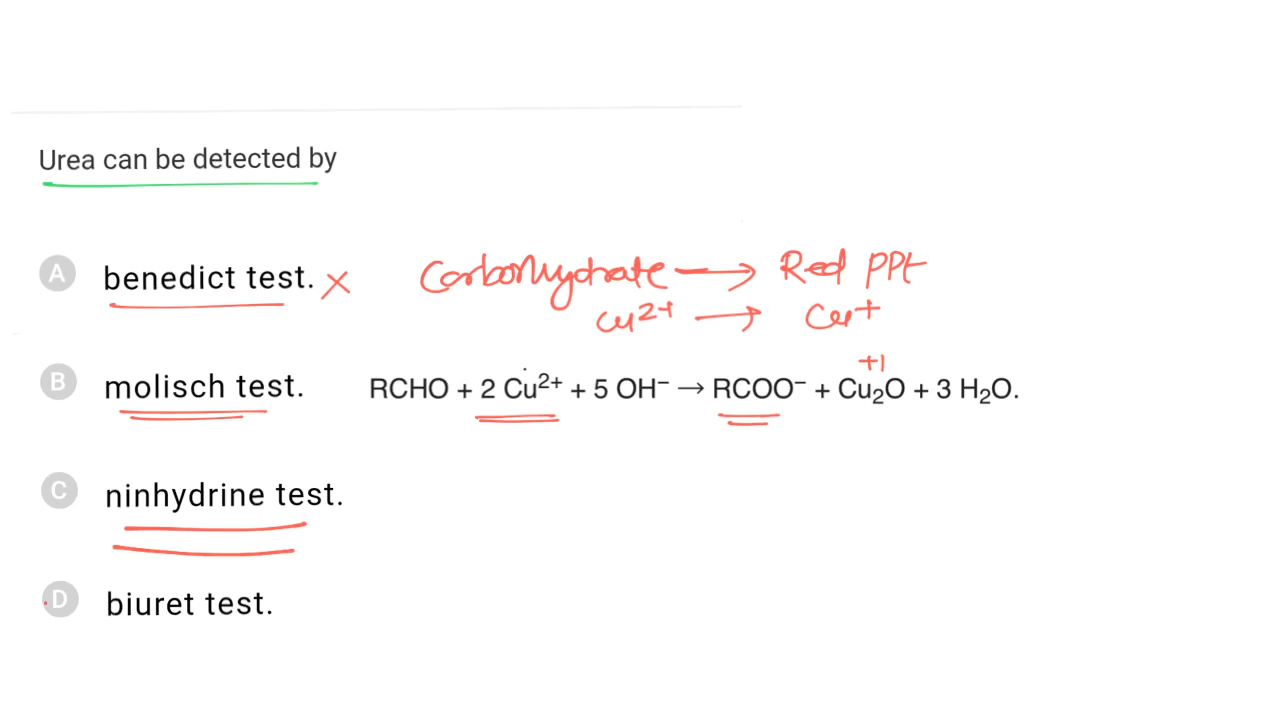 Urea can be detected by
A benedict test. × Carbohydrate → Red PPt
Cu2+ → Cu+
+1
B molisch test. RCHO + 2 Cu²⁺ + 5 OH⁻ → RCOO⁻ + Cu₂O + 3 H₂O.
C ninhydrine test.
D biuret test.